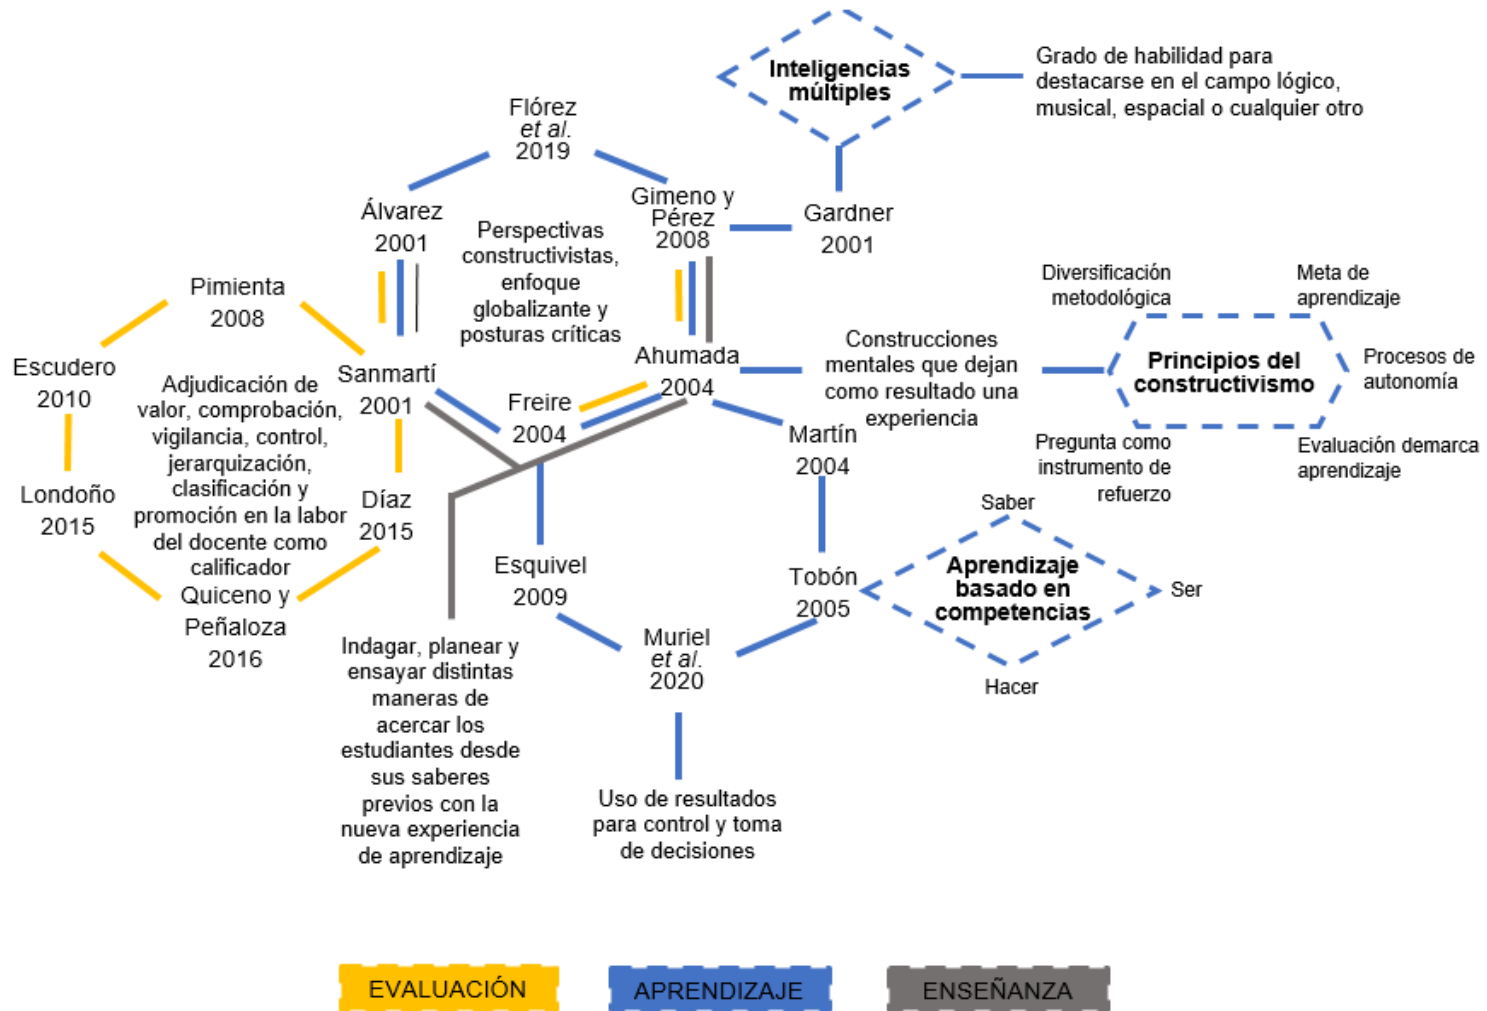 Inteligencias
múltiples
Grado de habilidad para
destacarse en el campo lógico,
musical, espacial o cualquier otro
Flórez
et al.
2019
Álvarez
2001
Gimeno y
Pérez
2008
Gardner
2001
Perspectivas
constructivistas,
enfoque
globalizante y
posturas críticas
Pimienta
2008
Escudero
2010
Sanmartí
2001
Adjudicación de
valor, comprobación,
vigilancia, control,
jerarquización,
clasificación y
promoción en la labor
del docente como
calificador
Freire
2004
Ahumada
2004
Construcciones
mentales que dejan
como resultado una
experiencia
Diversificación
metodológica
Meta de
aprendizaje
Principios del
constructivismo
Procesos de
autonomía
Pregunta como
instrumento de
refuerzo
Evaluación demarca
aprendizaje
Martín
2004
Londoño
2015
Díaz
2015
Quiceno y
Peñaloza
2016
Esquivel
2009
Tobón
2005
Saber
Aprendizaje
basado en
competencias
Ser
Hacer
Muriel
et al.
2020
Indagar, planear y
ensayar distintas
maneras de
acercar los
estudiantes desde
sus saberes
previos con la
nueva experiencia
de aprendizaje
Uso de resultados
para control y toma
de decisiones
EVALUACIÓN
APRENDIZAJE
ENSEÑANZA